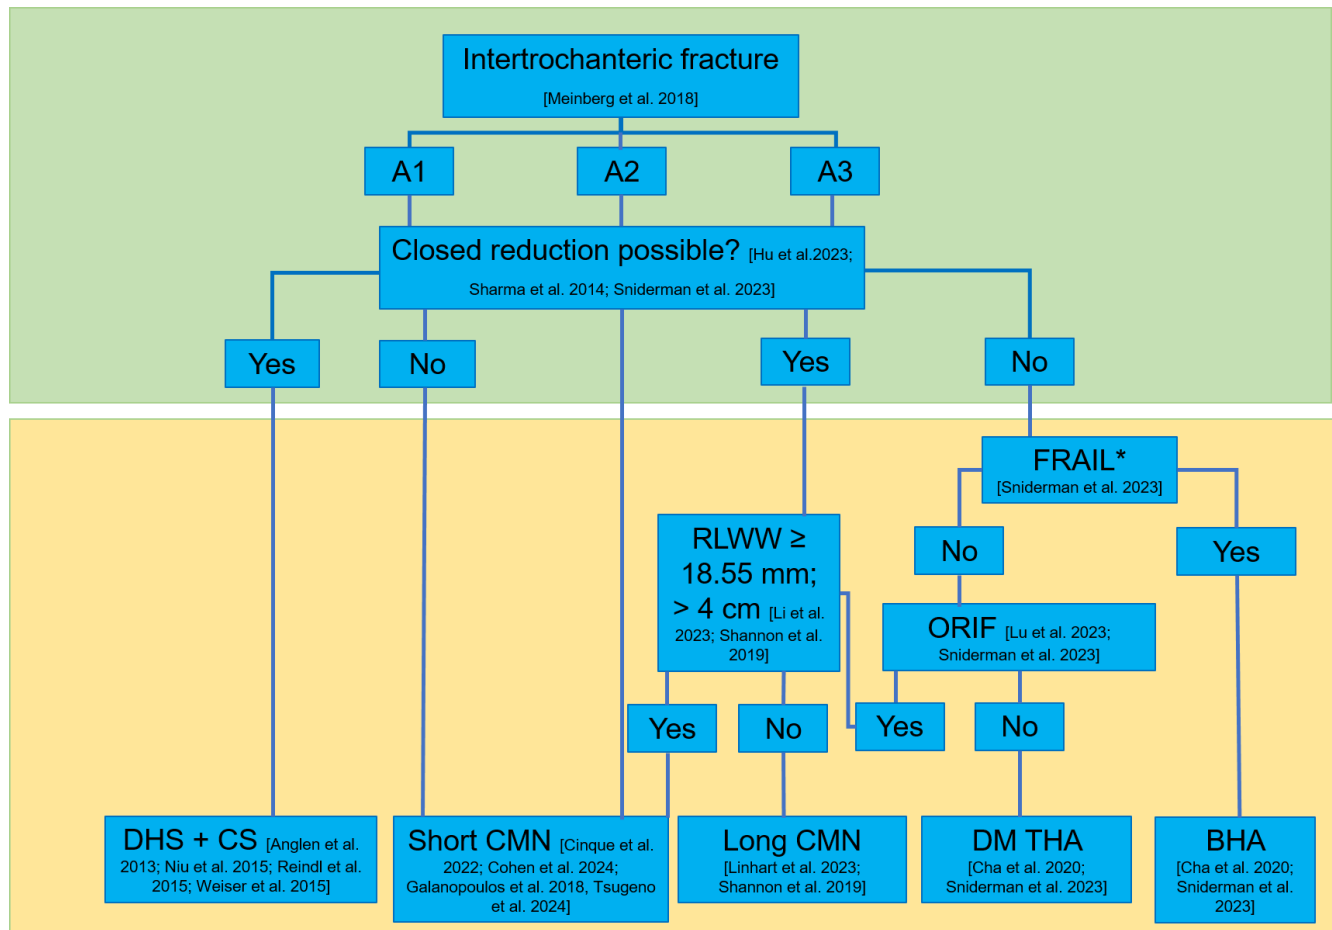 Intertrochanteric fracture
[Meinberg et al. 2018]
A1
A2
A3
Closed reduction possible? [Hu et al.2023;
Sharma et al. 2014; Sniderman et al. 2023]
Yes
No
Yes
No
FRAIL*
[Sniderman et al. 2023]
RLWW ≥
18.55 mm;
> 4 cm [Li et al.
2023; Shannon et al.
2019]
No
Yes
ORIF [Lu et al. 2023;
Sniderman et al. 2023]
Yes
No
Yes
No
DHS + CS [Anglen et al.
2013; Niu et al. 2015; Reindl et al.
2015; Weiser et al. 2015]
Short CMN [Cinque et al.
2022; Cohen et al. 2024;
Galanopoulos et al. 2018, Tsugeno
et al. 2024]
Long CMN
[Linhart et al. 2023;
Shannon et al. 2019]
DM THA
[Cha et al. 2020;
Sniderman et al. 2023]
BHA
[Cha et al. 2020;
Sniderman et al.
2023]